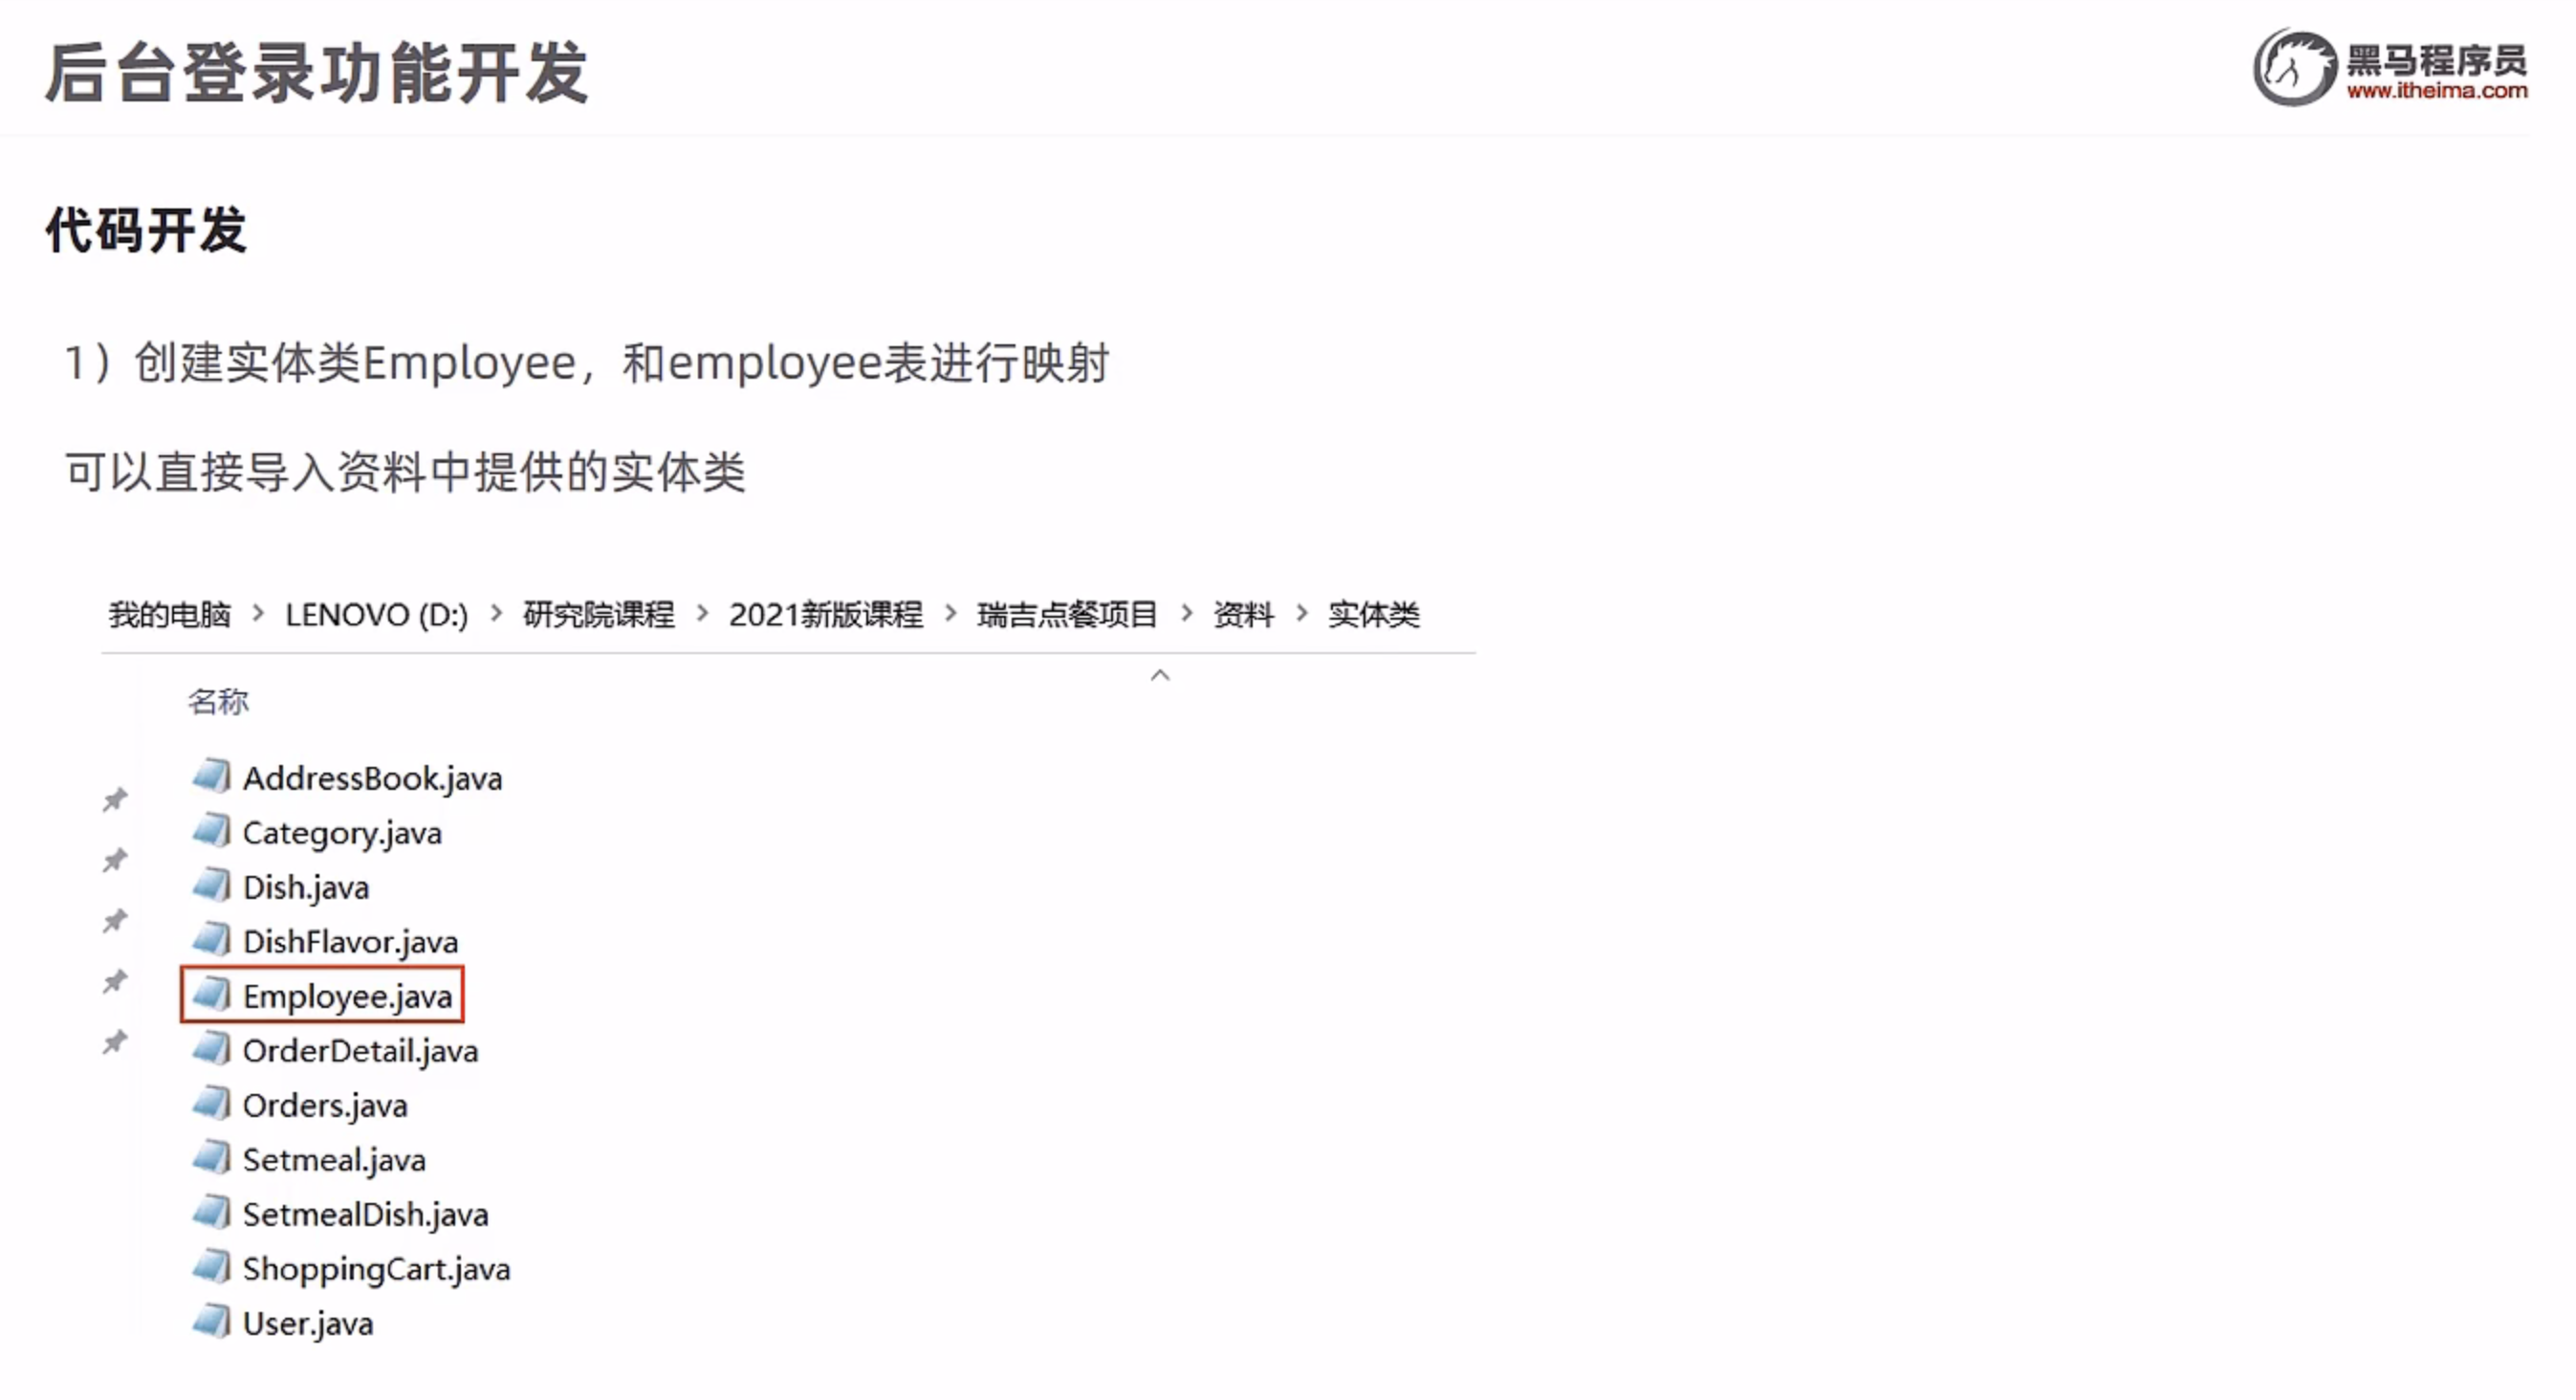 后台登录功能开发
黑马程序员
www.itheima.com
代码开发
1）创建实体类Employee，和employee表进行映射
可以直接导入资料中提供的实体类
我的电脑 > LENOVO (D:) > 研究院课程 > 2021新版课程 > 瑞吉点餐项目 > 资料 > 实体类
名称
AddressBook.java
Category.java
Dish.java
DishFlavor.java
Employee.java
OrderDetail.java
Orders.java
Setmeal.java
SetmealDish.java
ShoppingCart.java
User.java